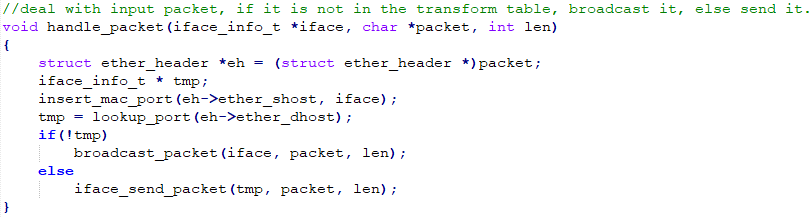 //deal with input packet, if it is not in the transform table, broadcast it, else send it.
void handle_packet(iface_info_t *iface, char *packet, int len)
{
    struct ether_header *eh = (struct ether_header *)packet;
    iface_info_t * tmp;
    insert_mac_port(eh->ether_shost, iface);
    tmp = lookup_port(eh->ether_dhost);
    if(!tmp)
        broadcast_packet(iface, packet, len);
    else
        iface_send_packet(tmp, packet, len);
}